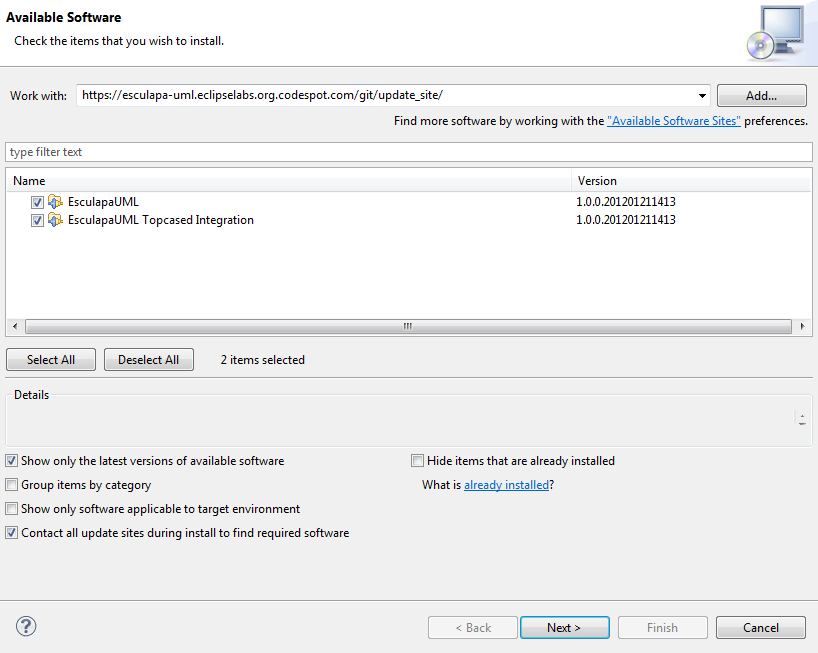 Available Software
Check the items that you wish to install.
Work with: https://esculapa-uml.eclipselabs.org.codespot.com/git/update_site/ Add...
Find more software by working with the "Available Software Sites" preferences.
type filter text
Name Version
EsculapaUML 1.0.0.201201211413
EsculapaUML Topcased Integration 1.0.0.201201211413
Select All Deselect All 2 items selected
Details
Show only the latest versions of available software Hide items that are already installed
Group items by category What is already installed?
Show only software applicable to target environment
Contact all update sites during install to find required software
? < Back Next > Finish Cancel